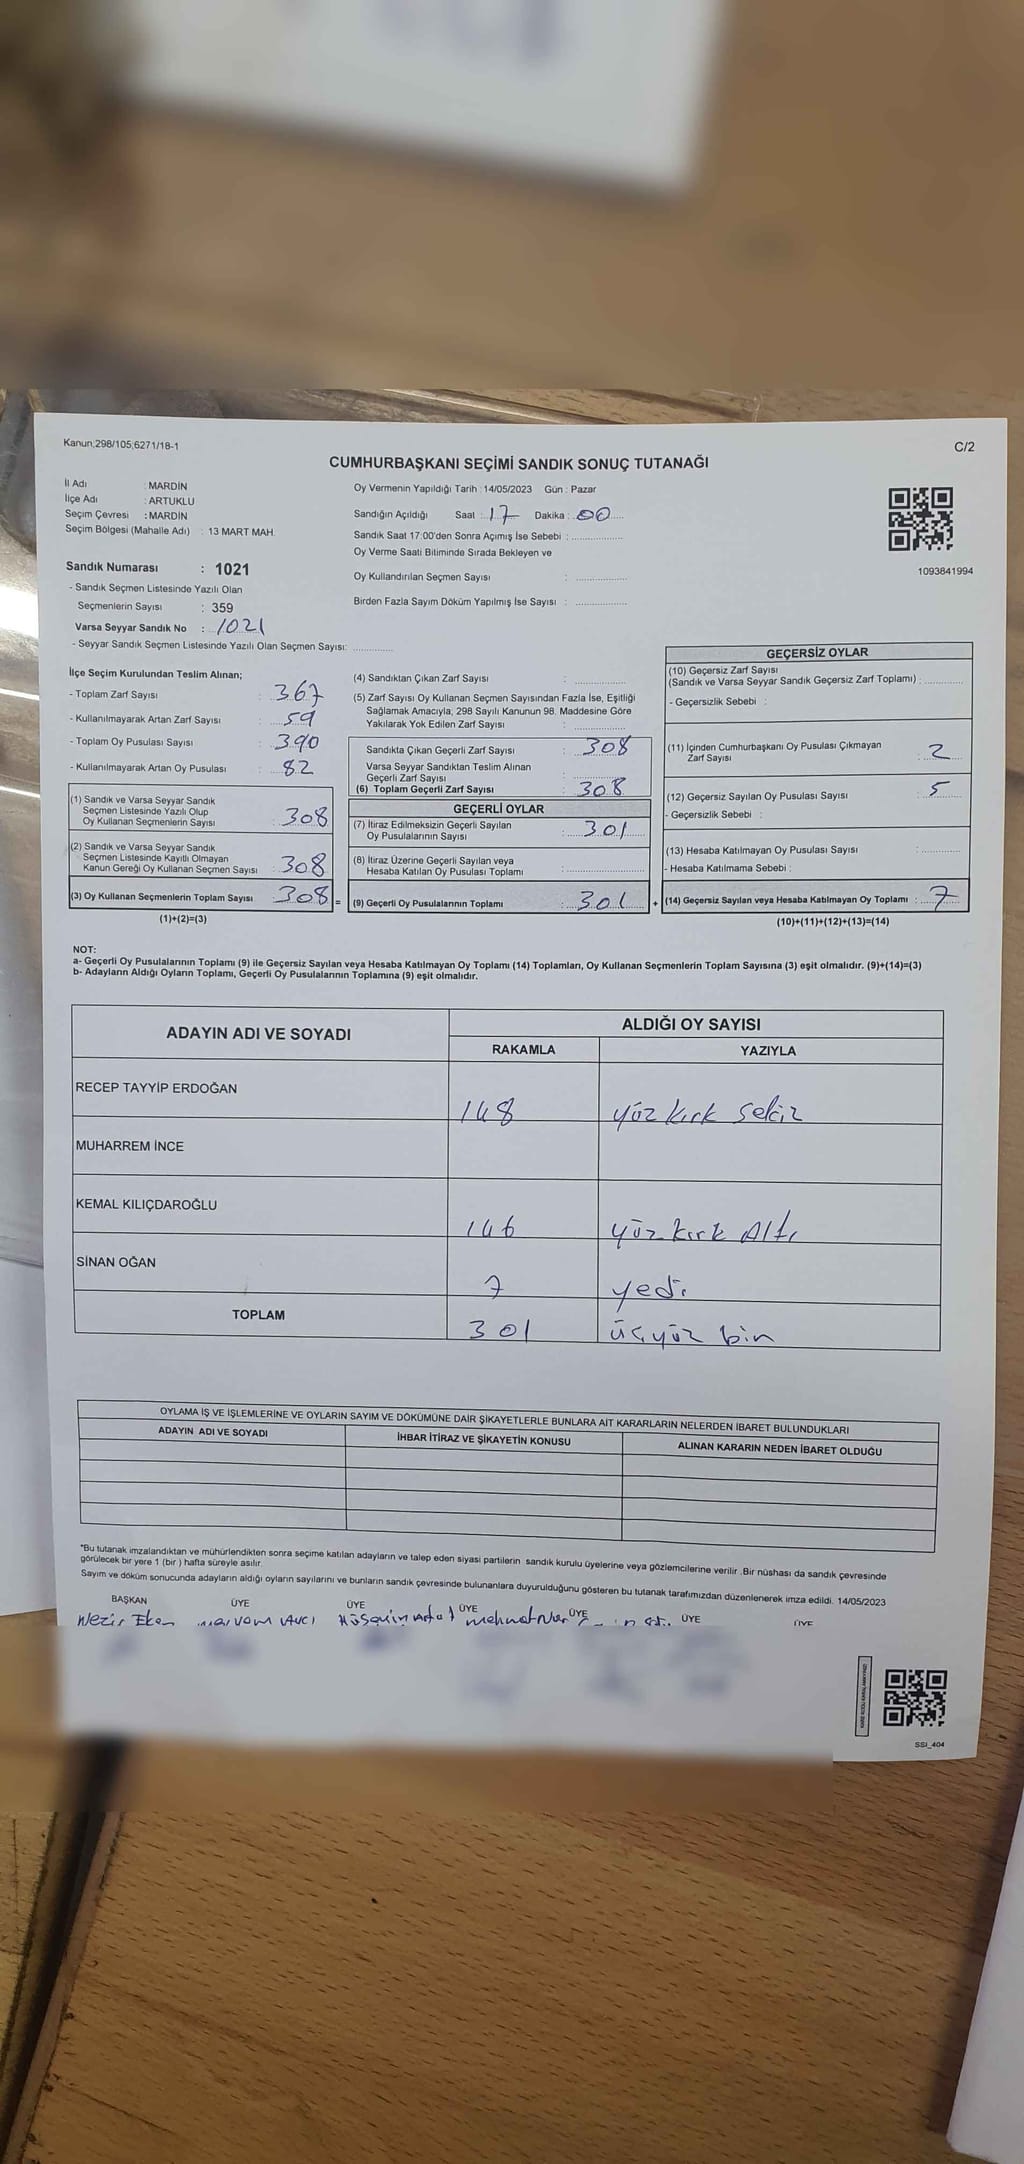 Kanun;298/105;6271/18-1
C/2
CUMHURBAŞKANI SEÇİMİ SANDIK SONUÇ TUTANAĞI
İl Adı : MARDİN
İlçe Adı : ARTUKLU
Seçim Çevresi : MARDİN
Seçim Bölgesi (Mahalle Adı) : 13 MART MAH.
Oy Vermenin Yapıldığı Tarih : 14/05/2023 Gün : Pazar
Sandığın Açıldığı Saat : 17 Dakika : 00
Sandık Saat 17:00'den Sonra Açımış İse Sebebi :
Oy Verme Saati Bitiminde Sırada Bekleyen ve
Oy Kullandırılan Seçmen Sayısı :
Birden Fazla Sayım Döküm Yapılmış İse Sayısı :
1093841994
Sandık Numarası : 1021
- Sandık Seçmen Listesinde Yazılı Olan
Seçmenlerin Sayısı : 359
Varsa Seyyar Sandık No : 1021
- Seyyar Sandık Seçmen Listesinde Yazılı Olan Seçmen Sayısı:
İlçe Seçim Kurulundan Teslim Alınan;
- Toplam Zarf Sayısı : 367
- Kullanılmayarak Artan Zarf Sayısı : 59
- Toplam Oy Pusulası Sayısı : 390
- Kullanılmayarak Artan Oy Pusulası : 82
(1) Sandık ve Varsa Seyyar Sandık
Seçmen Listesinde Yazılı Olup
Oy Kullanan Seçmenlerin Sayısı : 308
(2) Sandık ve Varsa Seyyar Sandık
Seçmen Listesinde Kayıtlı Olmayan
Kanun Gereği Oy Kullanan Seçmen Sayısı : 308
(3) Oy Kullanan Seçmenlerin Toplam Sayısı : 308 =
(1)+(2)=(3)
(4) Sandıktan Çıkan Zarf Sayısı :
(5) Zarf Sayısı Oy Kullanan Seçmen Sayısından Fazla İse, Eşitliği
Sağlamak Amacıyla, 298 Sayılı Kanunun 98. Maddesine Göre
Yakılarak Yok Edilen Zarf Sayısı :
Sandıkta Çıkan Geçerli Zarf Sayısı : 308
Varsa Seyyar Sandıktan Teslim Alınan
Geçerli Zarf Sayısı :
(6) Toplam Geçerli Zarf Sayısı : 308
GEÇERLİ OYLAR
(7) İtiraz Edilmeksizin Geçerli Sayılan
Oy Pusulalarının Sayısı : 301
(8) İtiraz Üzerine Geçerli Sayılan veya
Hesaba Katılan Oy Pusulası Toplamı :
(9) Geçerli Oy Pusulalarının Toplamı : 301 +
GEÇERSİZ OYLAR
(10) Geçersiz Zarf Sayısı
(Sandık ve Varsa Seyyar Sandık Geçersiz Zarf Toplamı) :
- Geçersizlik Sebebi :
(11) İçinden Cumhurbaşkanı Oy Pusulası Çıkmayan
Zarf Sayısı : 2
(12) Geçersiz Sayılan Oy Pusulası Sayısı : 5
- Geçersizlik Sebebi :
(13) Hesaba Katılmayan Oy Pusulası Sayısı :
- Hesaba Katılmama Sebebi :
(14) Geçersiz Sayılan veya Hesaba Katılmayan Oy Toplamı : 7
(10)+(11)+(12)+(13)=(14)
NOT:
a- Geçerli Oy Pusulalarının Toplamı (9) ile Geçersiz Sayılan veya Hesaba Katılmayan Oy Toplamı (14) Toplamları, Oy Kullanan Seçmenlerin Toplam Sayısına (3) eşit olmalıdır. (9)+(14)=(3)
b- Adayların Aldığı Oyların Toplamı, Geçerli Oy Pusulalarının Toplamına (9) eşit olmalıdır.
ADAYIN ADI VE SOYADI ALDIĞI OY SAYISI
RAKAMLA YAZIYLA
RECEP TAYYİP ERDOĞAN 148 yüz kırk sekiz
MUHARREM İNCE
KEMAL KILIÇDAROĞLU 146 yüz kırk Altı
SİNAN OĞAN 7 yedi
TOPLAM 301 üçyüz bin
OYLAMA İŞ VE İŞLEMLERİNE VE OYLARIN SAYIM VE DÖKÜMÜNE DAİR ŞİKAYETLERLE BUNLARA AİT KARARLARIN NELERDEN İBARET BULUNDUKLARI
ADAYIN ADI VE SOYADI İHBAR İTİRAZ VE ŞİKAYETİN KONUSU ALINAN KARARIN NEDEN İBARET OLDUĞU
*Bu tutanak imzalandıktan ve mühürlendikten sonra seçime katılan adayların ve talep eden siyasi partilerin sandık kurulu üyelerine veya gözlemcilerine verilir. Bir nüshası da sandık çevresinde
görülecek bir yere 1 (bir ) hafta süreyle asılır.
Sayım ve döküm sonucunda adayların aldığı oyların sayılarını ve bunların sandık çevresinde bulunanlara duyurulduğunu gösteren bu tutanak tarafımızdan düzenlenerek imza edildi. 14/05/2023
BAŞKAN ÜYE ÜYE ÜYE ÜYE ÜYE ÜYE
Nezir Eken Avcı Hüseyin
SSI_404